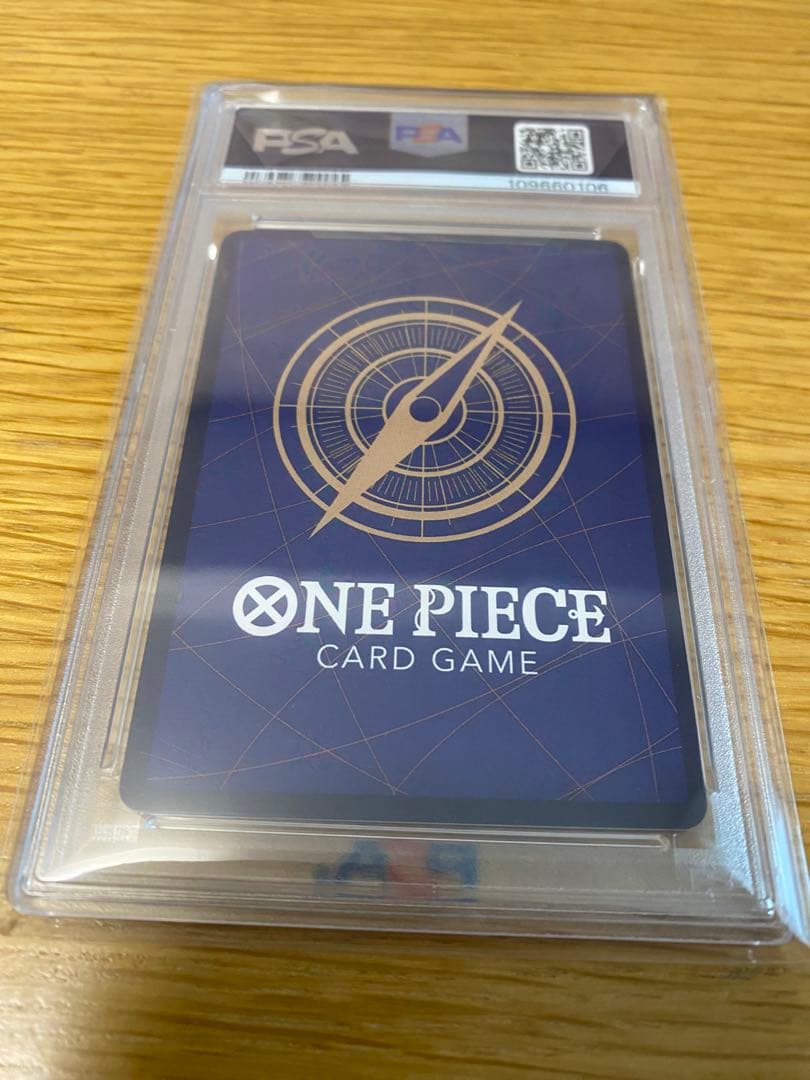 PSA
PSA
109660106
ONE PIECE
CARD GAME